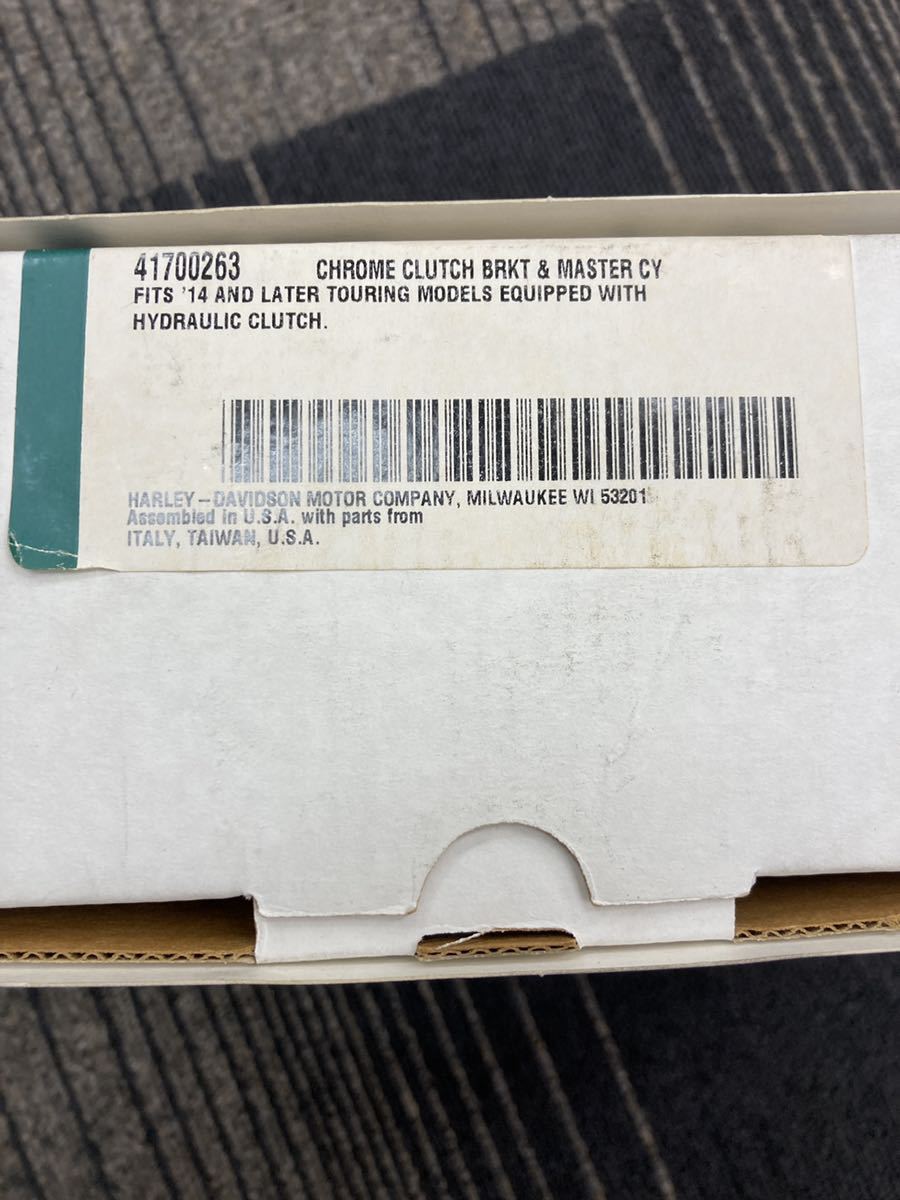 41700263 CHROME CLUTCH BRKT & MASTER CY
FITS '14 AND LATER TOURING MODELS EQUIPPED WITH
HYDRAULIC CLUTCH.
HARLEY-DAVIDSON MOTOR COMPANY, MILWAUKEE WI 53201
Assembled in U.S.A. with parts from
ITALY, TAIWAN, U.S.A.